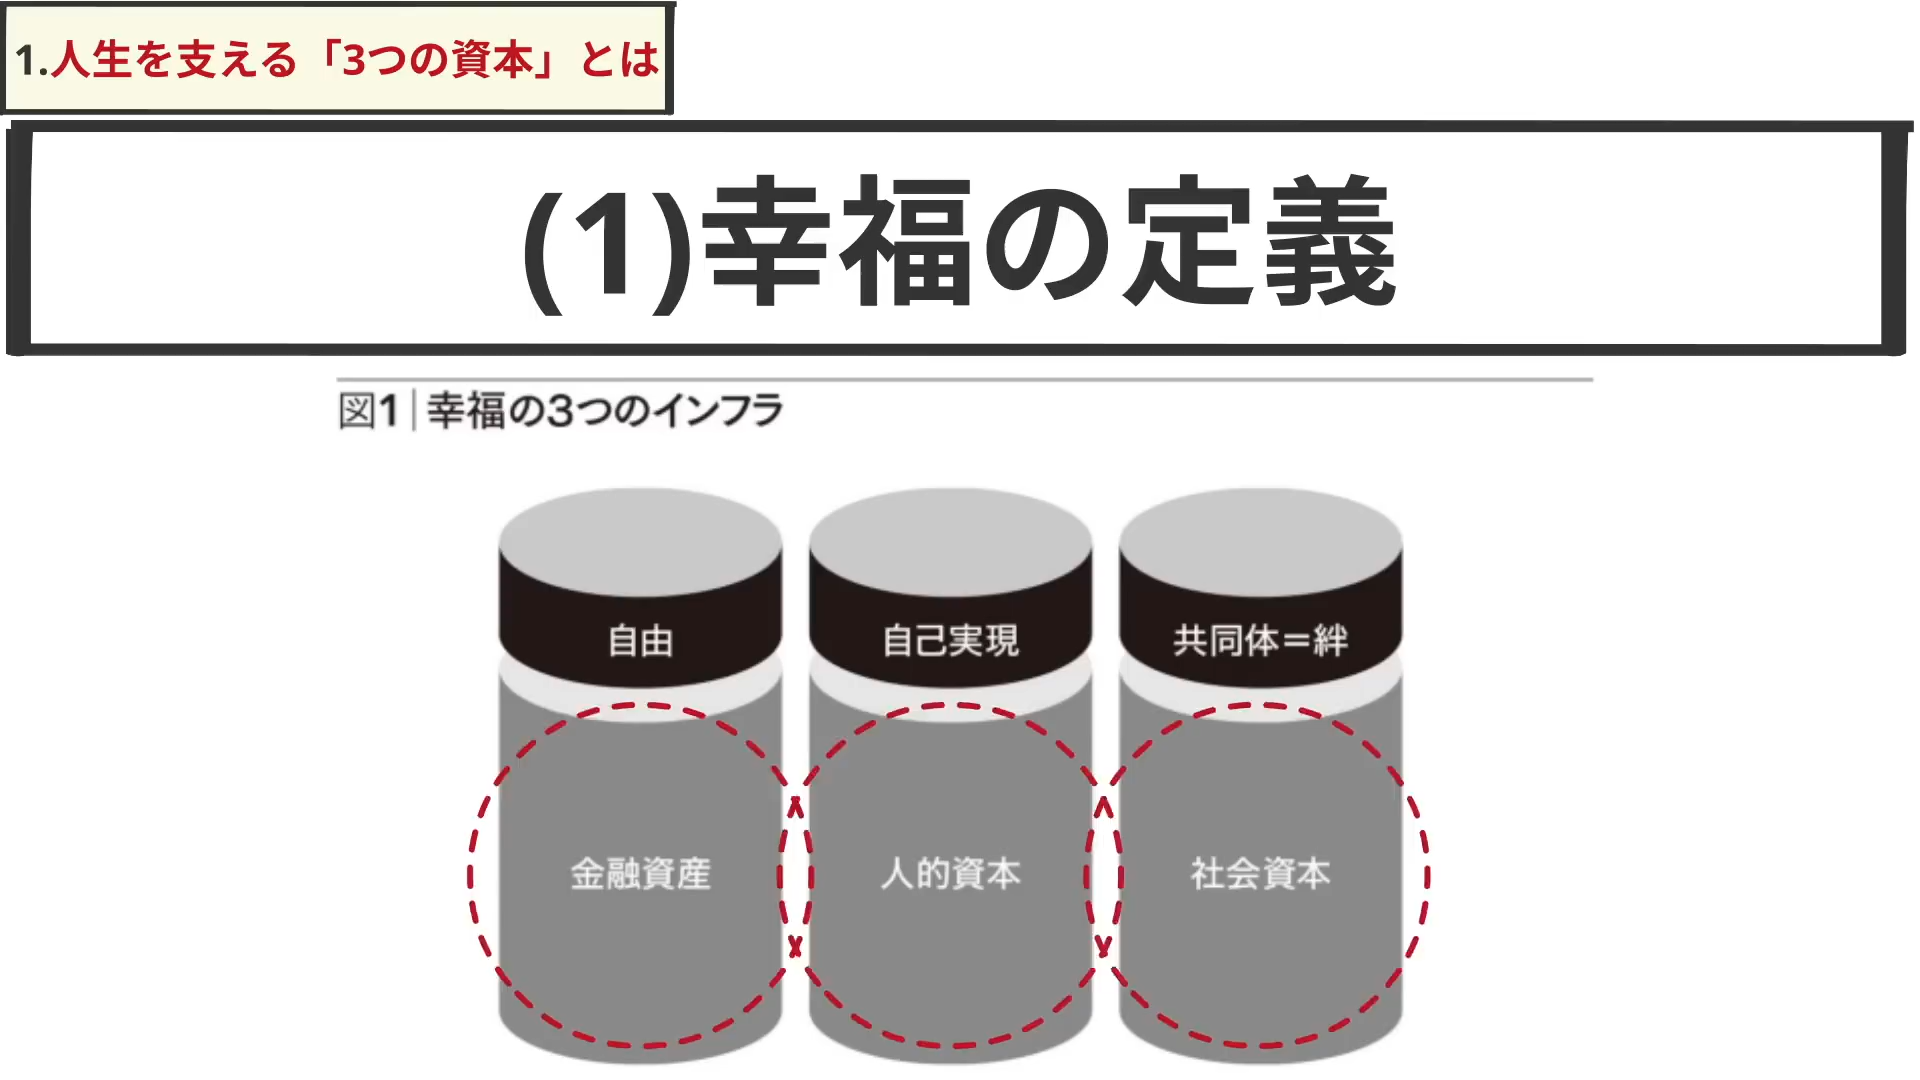 1.人生を支える「3つの資本」とは
(1)幸福の定義
図1|幸福の3つのインフラ
自由
自己実現
共同体=絆
金融資産
人的資本
社会資本